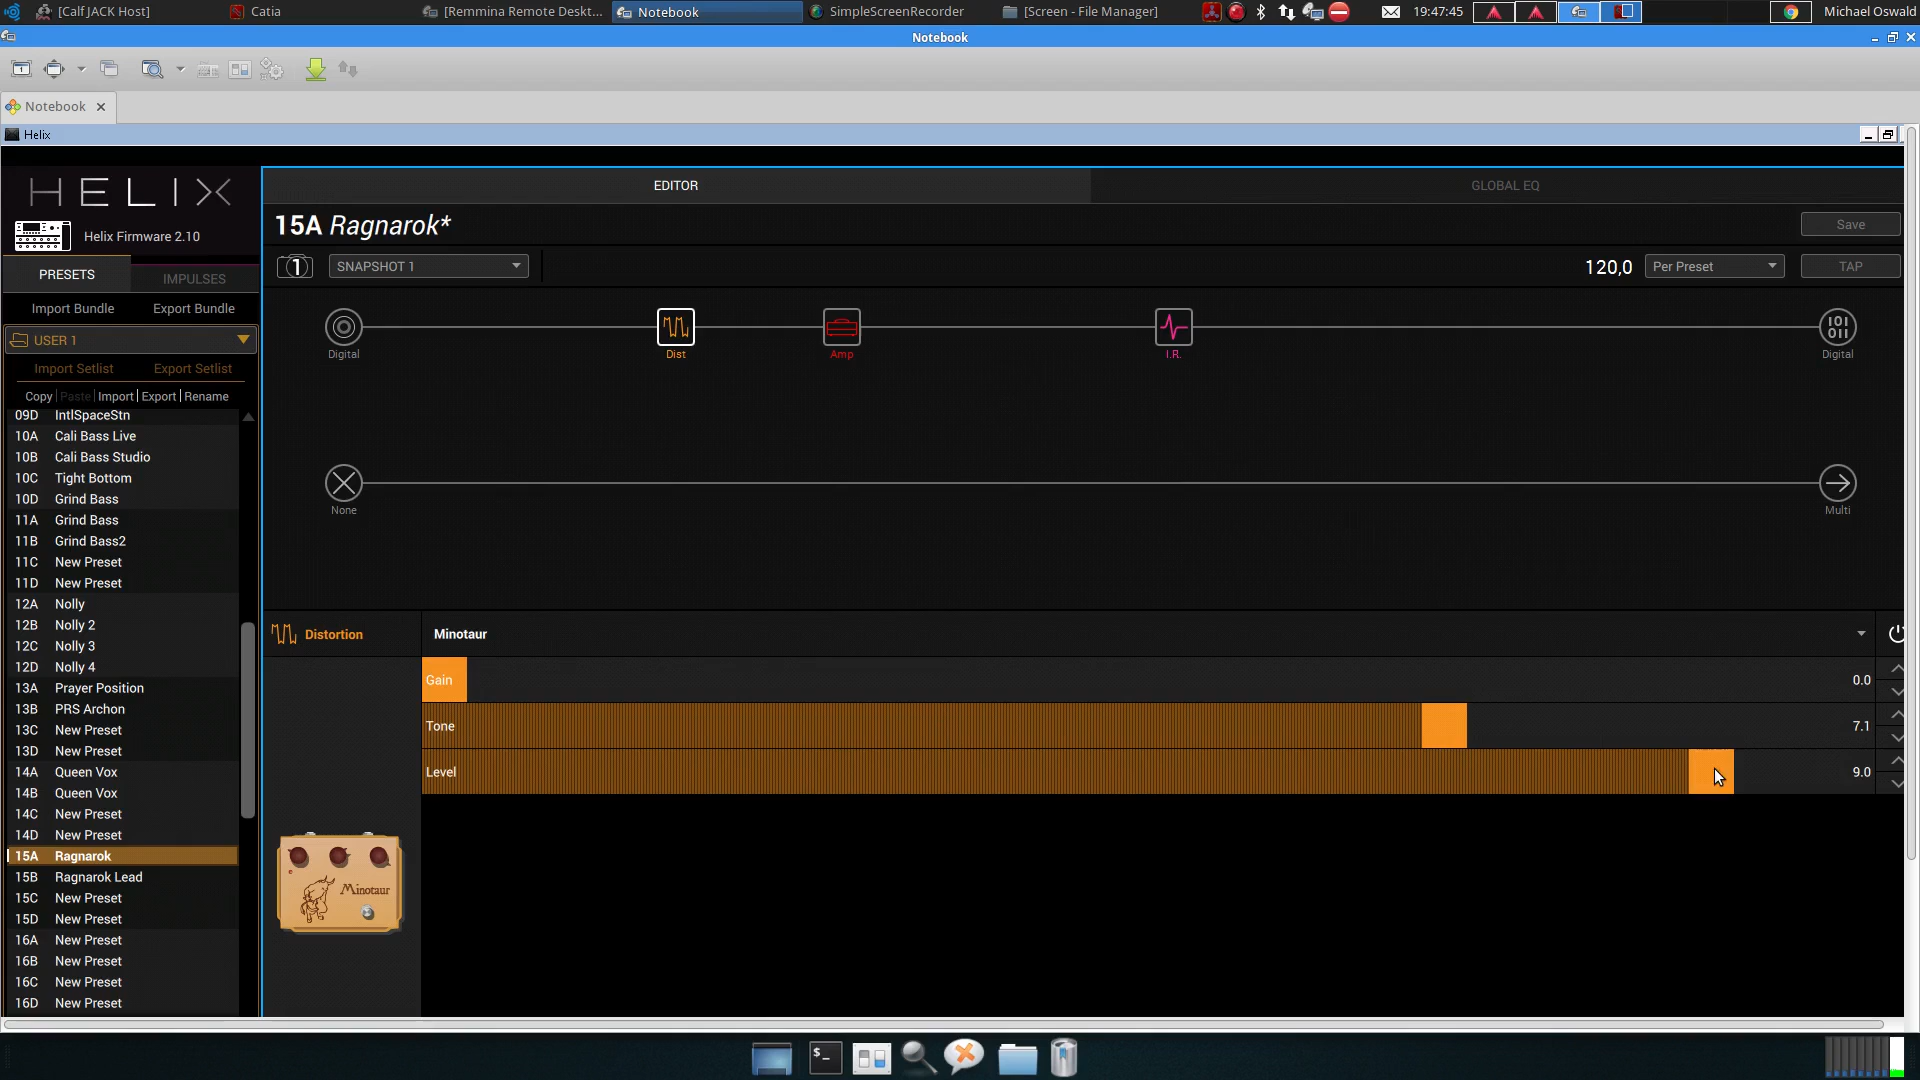 [Calf JACK Host] Catia [Remmina Remote Deskt... Notebook SimpleScreenRecorder [Screen - File Manager] 19:47:45 Michael Oswald
Notebook
Notebook
Helix
HELIX
Helix Firmware 2.10
PRESETS IMPULSES
Import Bundle Export Bundle
USER 1
Import Setlist Export Setlist
Copy Paste Import Export Rename
09D IntlSpaceStn
10A Cali Bass Live
10B Cali Bass Studio
10C Tight Bottom
10D Grind Bass
11A Grind Bass
11B Grind Bass2
11C New Preset
11D New Preset
12A Nolly
12B Nolly 2
12C Nolly 3
12D Nolly 4
13A Prayer Position
13B PRS Archon
13C New Preset
13D New Preset
14A Queen Vox
14B Queen Vox
14C New Preset
14D New Preset
15A Ragnarok
15B Ragnarok Lead
15C New Preset
15D New Preset
16A New Preset
16B New Preset
16C New Preset
16D New Preset
EDITOR GLOBAL EQ
15A Ragnarok* Save
1 SNAPSHOT 1 120,0 Per Preset TAP
101
011
Digital Dist Amp I.R. Digital
None Multi
Distortion Minotaur
Gain 0.0
Tone 7.1
Level 9.0
Minotaur